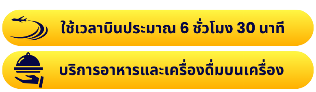 ใช้เวลาบินประมาณ 6 ชั่วโมง 30 นาที
บริการอาหารและเครื่องดื่มบนเครื่อง